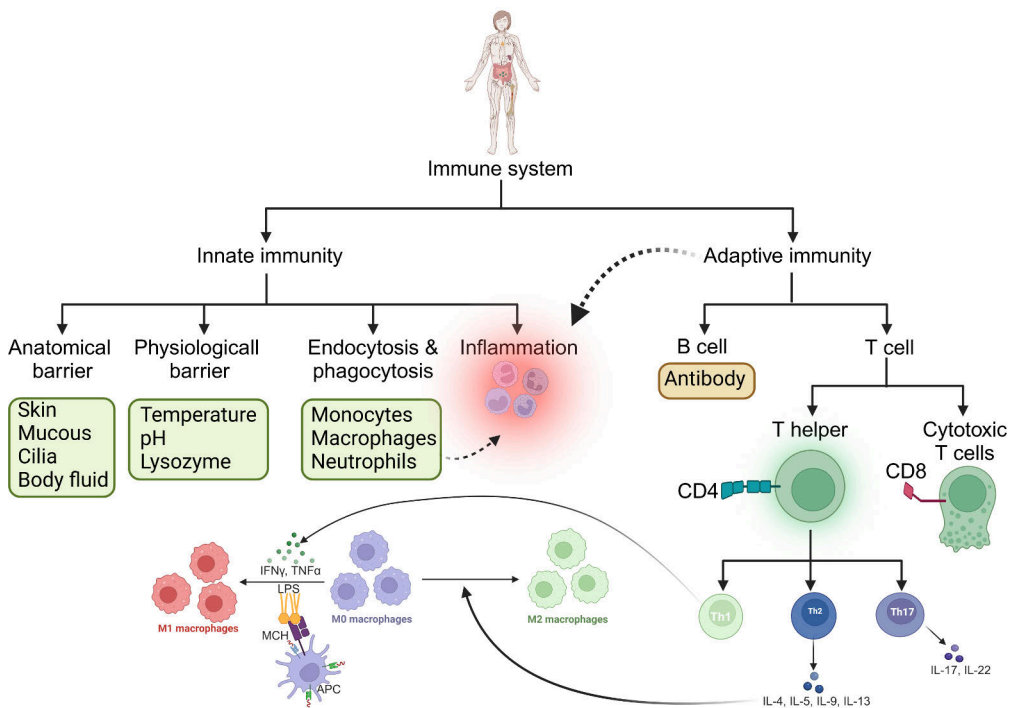 Immune system
Innate immunity
Adaptive immunity
Anatomical
barrier
Physiologicall
barrier
Endocytosis &
phagocytosis
Inflammation
B cell
T cell
Skin
Mucous
Cilia
Body fluid
Temperature
pH
Lysozyme
Monocytes
Macrophages
Neutrophils
Antibody
T helper
Cytotoxic
T cells
CD4
CD8
IFNγ, TNFα
LPS
M1 macrophages
M0 macrophages
M2 macrophages
MCH
APC
Th1
Th2
Th17
IL-17, IL-22
IL-4, IL-5, IL-9, IL-13